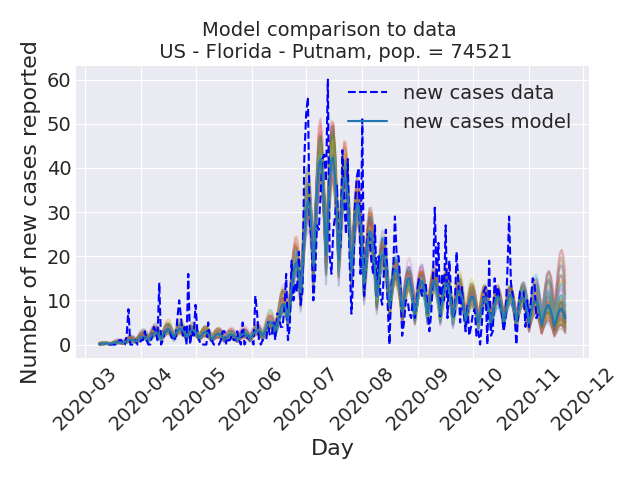 Model comparison to data
US - Florida - Putnam, pop. = 74521
Number of new cases reported
60
50
40
30
20
10
0
new cases data
new cases model
2020-03
2020-04
2020-05
2020-06
2020-07
2020-08
2020-09
2020-10
2020-11
2020-12
Day